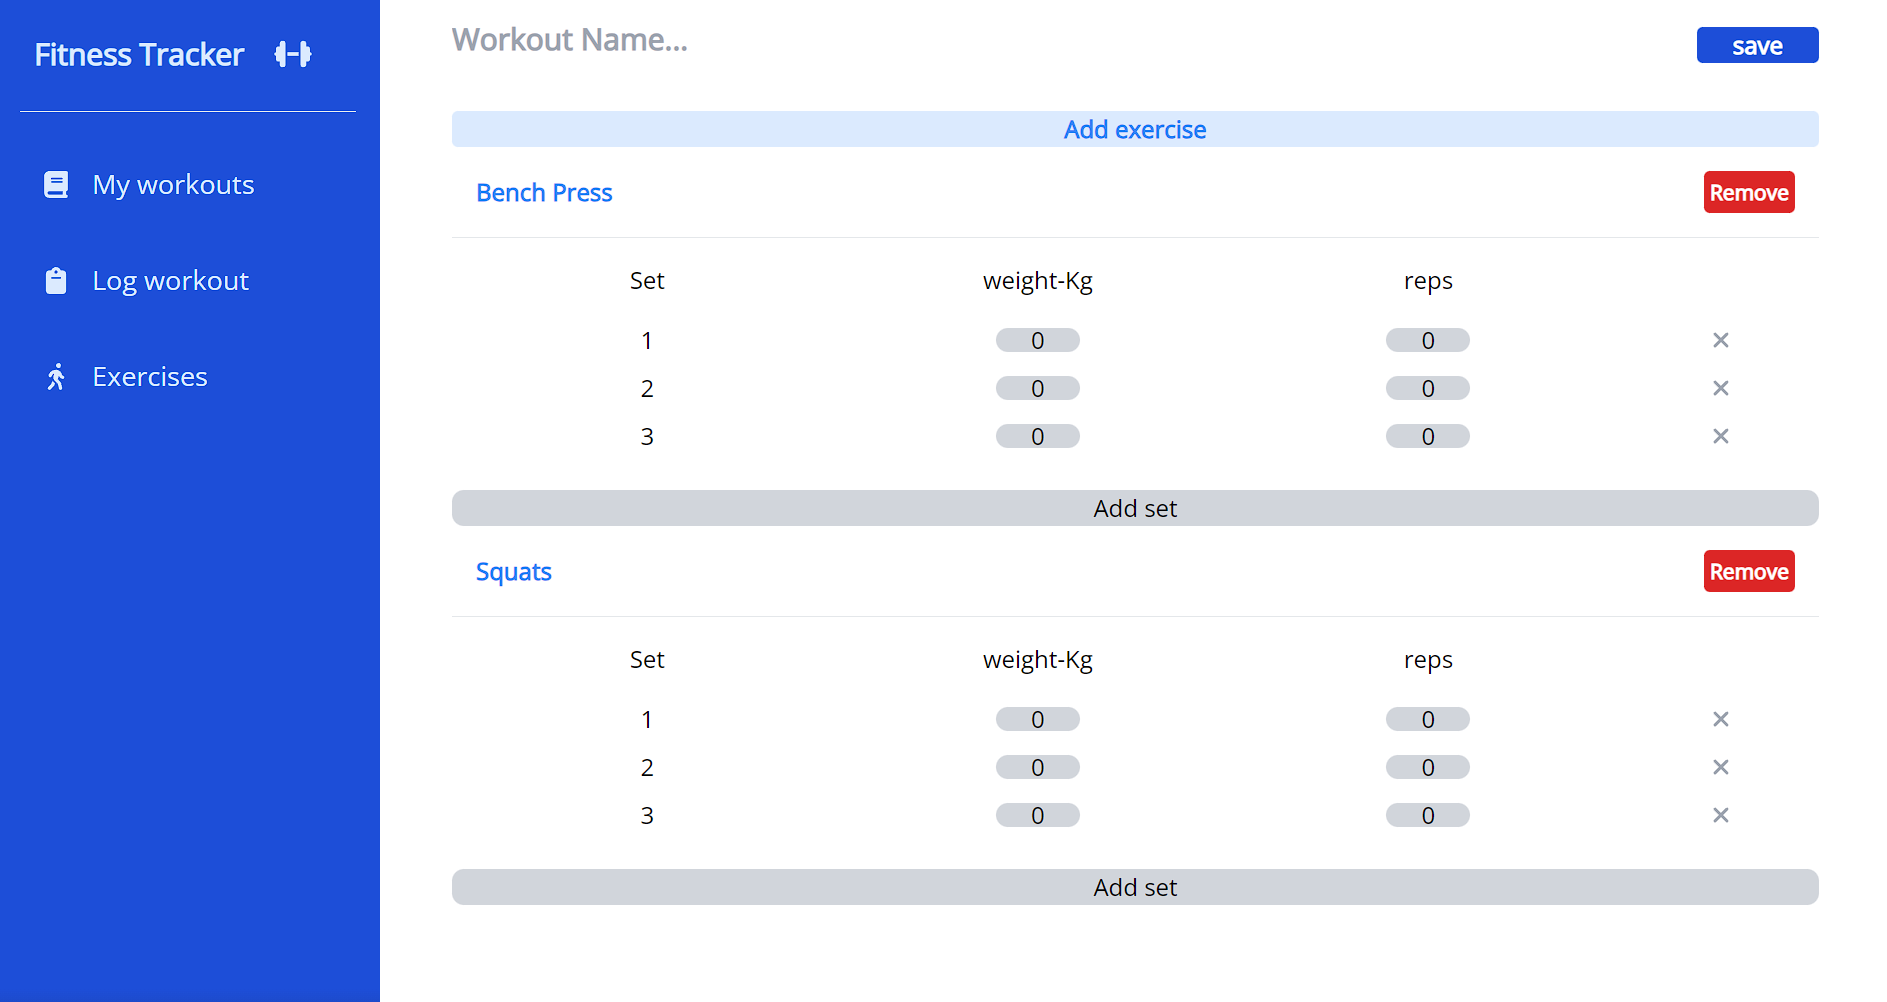 Fitness Tracker
My workouts
Log workout
Exercises
Workout Name...
save
Add exercise
Bench Press
Remove
Set weight-Kg reps
1 0 0
2 0 0
3 0 0
Add set
Squats
Remove
Set weight-Kg reps
1 0 0
2 0 0
3 0 0
Add set